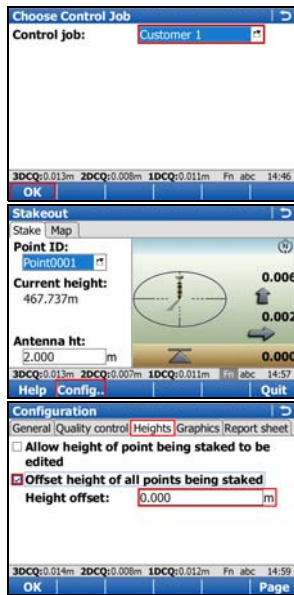 Choose Control Job
Control job: Customer 1
3DCQ:0.013m 2DCQ:0.008m 1DCQ:0.011m Fn abc 14:46
OK
Stakeout
Stake Map
Point ID:
Point0001
Current height:
467.737m
0.006
0.002
Antenna ht:
2.000 m
0.000
3DCQ:0.013m 2DCQ:0.007m 1DCQ:0.011m Fn abc 14:57
Help Config.. Quit
Configuration
General Quality control Heights Graphics Report sheet
Allow height of point being staked to be
edited
Offset height of all points being staked
Height offset: 0.000 m
3DCQ:0.014m 2DCQ:0.008m 1DCQ:0.012m Fn abc 14:59
OK Page